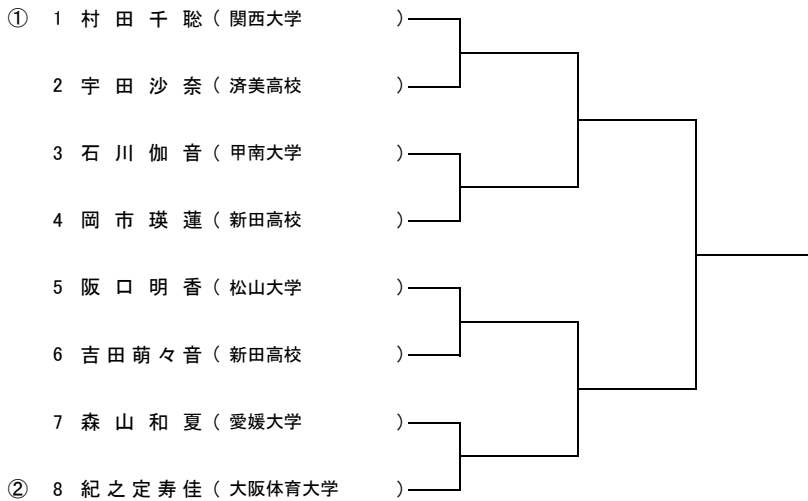 ① 1 村田千聡（関西大学）
2 宇田沙奈（済美高校）
3 石川伽音（甲南大学）
4 岡市瑛蓮（新田高校）
5 阪口明香（松山大学）
6 吉田萌々音（新田高校）
7 森山和夏（愛媛大学）
② 8 紀之定寿佳（大阪体育大学）